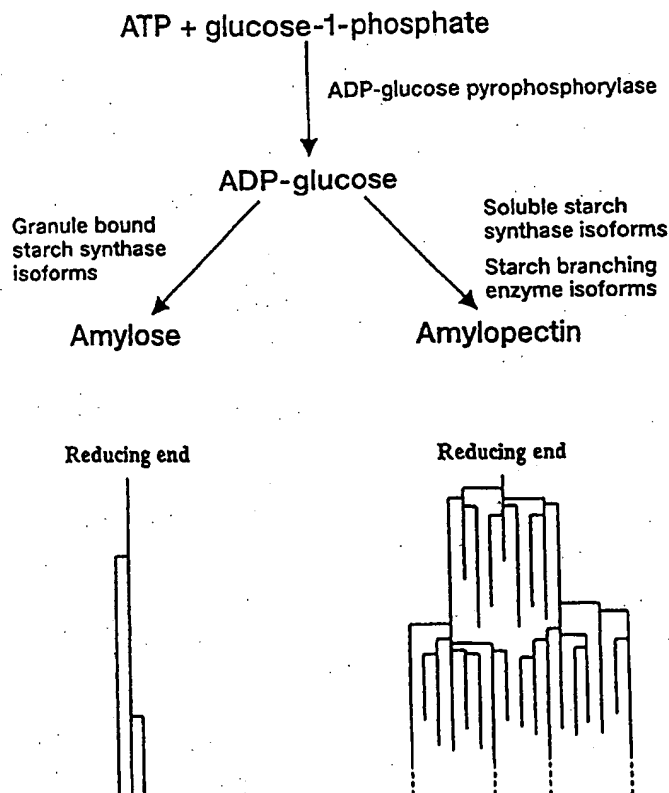 ATP + glucose-1-phosphate
ADP-glucose pyrophosphorylase
ADP-glucose
Granule bound
starch synthase
isoforms
Soluble starch
synthase isoforms
Starch branching
enzyme isoforms
Amylose
Amylopectin
Reducing end
Reducing end